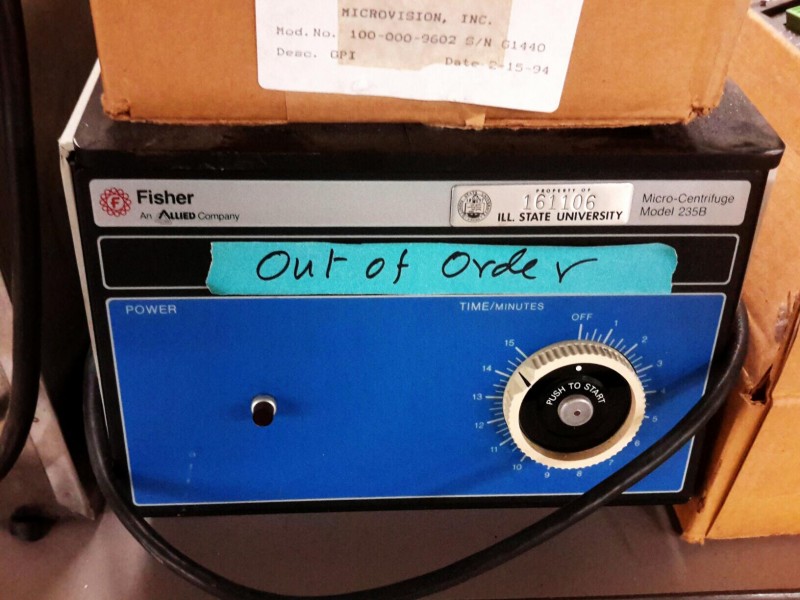 MICROVISION, INC.
Mod. No. 100-000-9602 S/N G1440
Desc. GPI Date 2-15-94
F Fisher
An ALLIED Company
PROPERTY OF
161106
ILL. STATE UNIVERSITY
Micro-Centrifuge
Model 235B
Out of Order
POWER
TIME/MINUTES
OFF
1
2
3
4
5
6
7
8
9
10
11
12
13
14
15
PUSH TO START